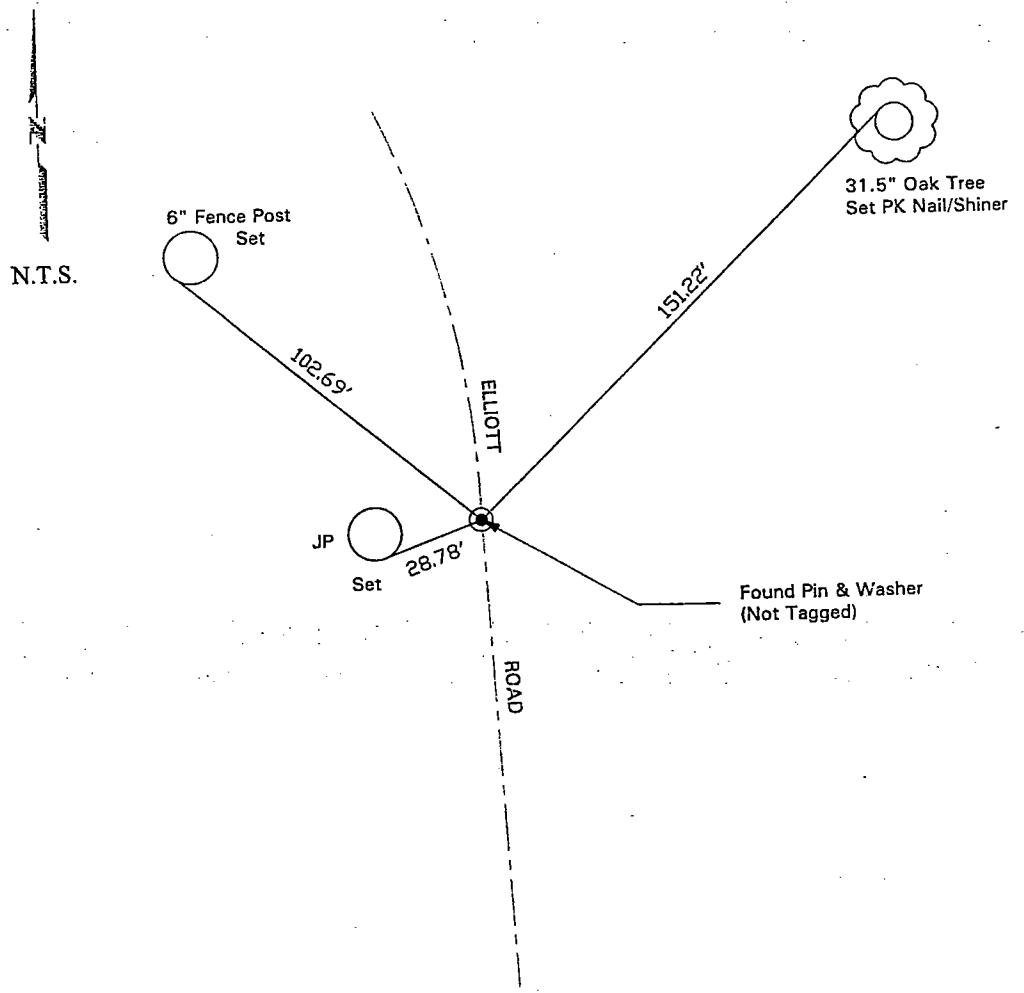 N
N.T.S.
6" Fence Post
Set
31.5" Oak Tree
Set PK Nail/Shiner
151.22'
102.69'
ELLIOTT
JP
Set
28.78'
Found Pin & Washer
(Not Tagged)
ROAD